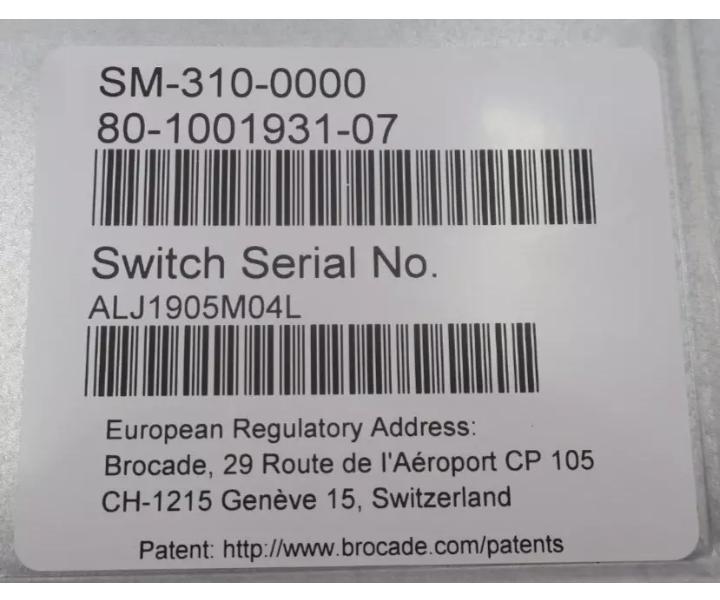 SM-310-0000
80-1001931-07
Switch Serial No.
ALJ1905M04L
European Regulatory Address:
Brocade, 29 Route de l'Aéroport CP 105
CH-1215 Genève 15, Switzerland
Patent: http://www.brocade.com/patents